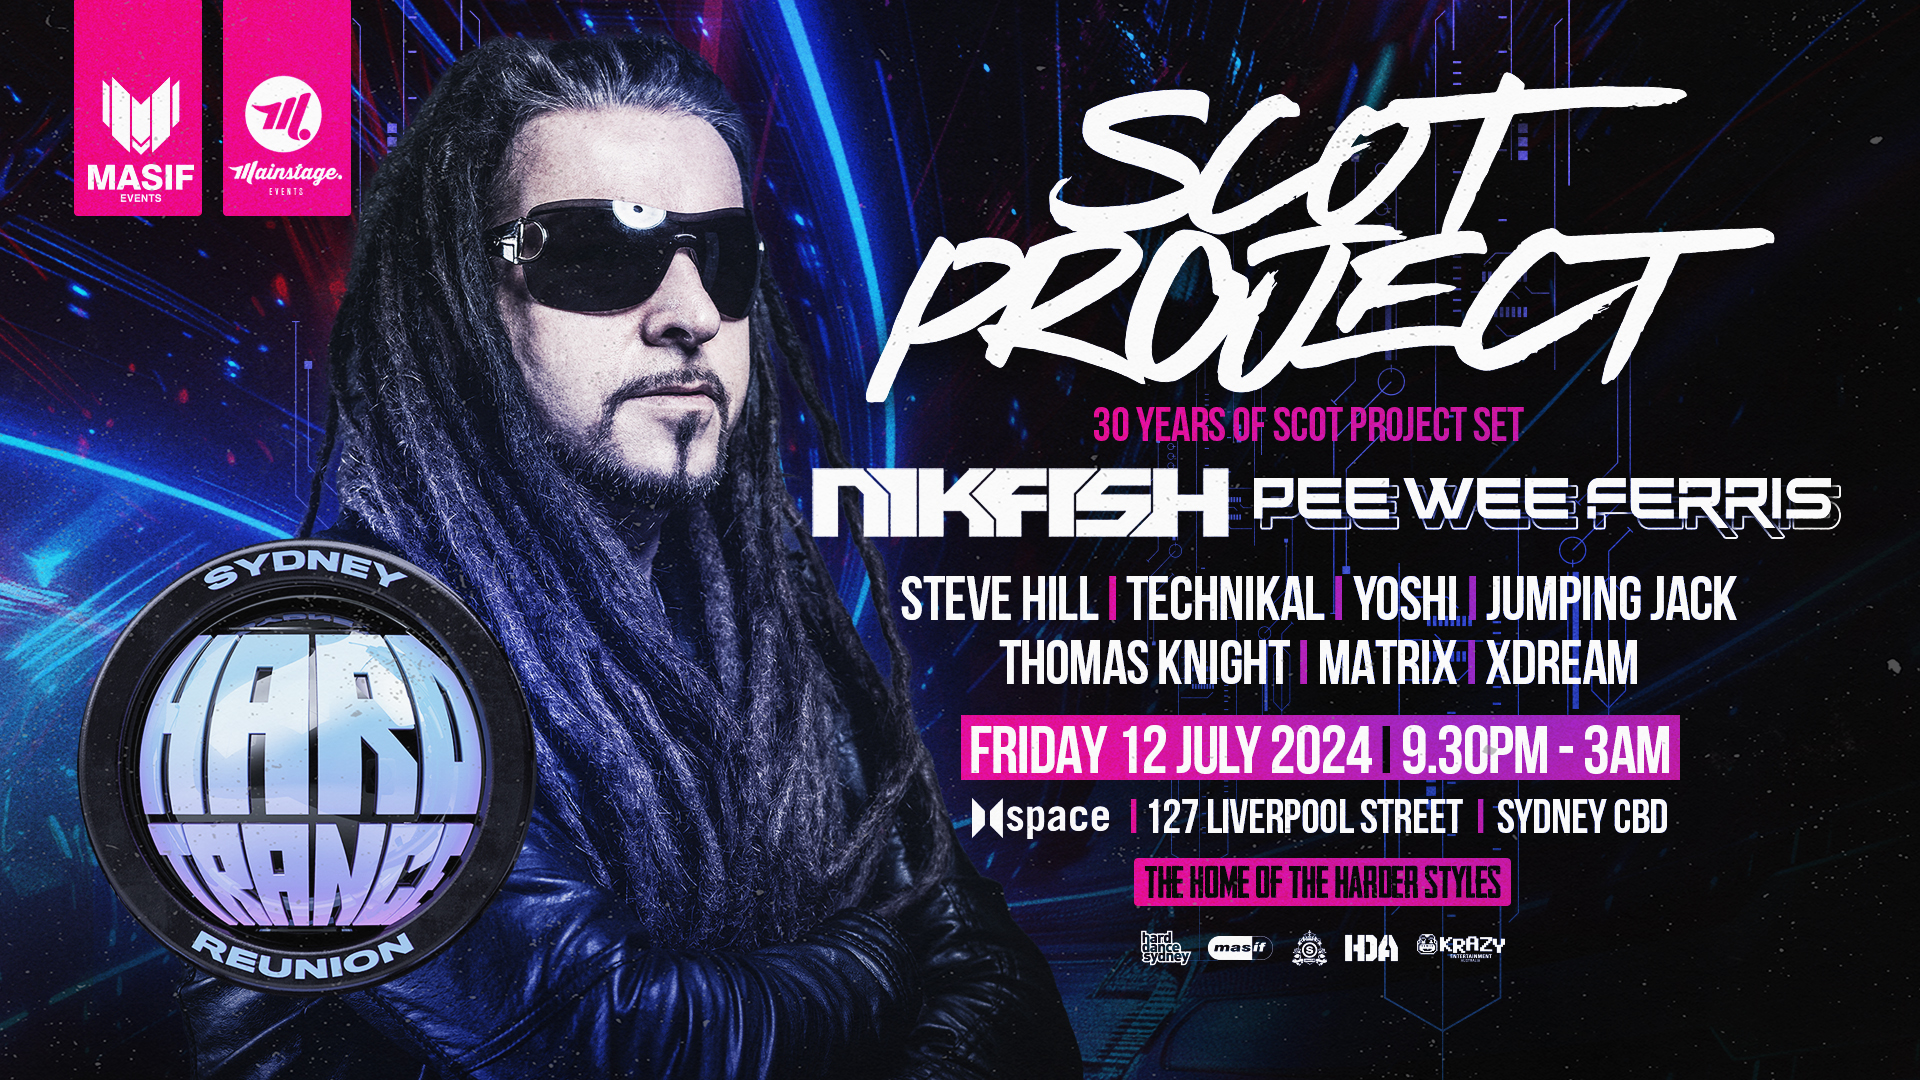 MASIF
EVENTS
Mainstage.
EVENTS
SCOT
PROJECT
30 YEARS OF SCOT PROJECT SET
NIKFISH PEE WEE FERRIS
STEVE HILL | TECHNIKAL | YOSHI | JUMPING JACK
THOMAS KNIGHT | MATRIX | XDREAM
FRIDAY 12 JULY 2024 | 9.30PM - 3AM
space | 127 LIVERPOOL STREET | SYDNEY CBD
THE HOME OF THE HARDER STYLES
hard
dance
sydney
masif
S
HDA
KRAZY
ENTERTAINMENT
AUSTRALIA
SYDNEY
HARD
TRANCE
REUNION